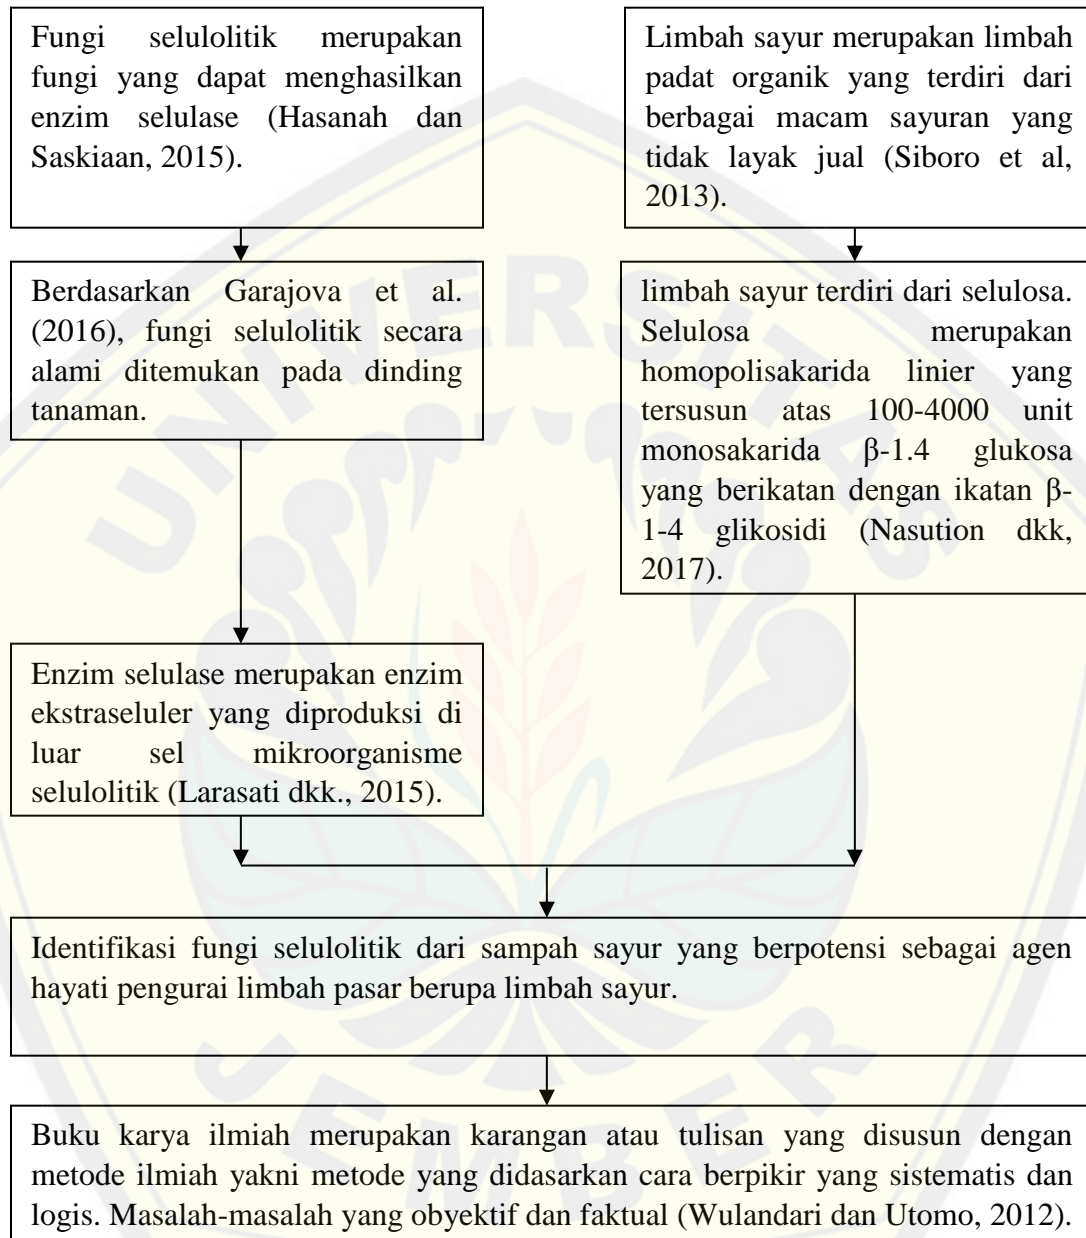 Fungi selulolitik merupakan
fungi yang dapat menghasilkan
enzim selulase (Hasanah dan
Saskiaan, 2015).
Limbah sayur merupakan limbah
padat organik yang terdiri dari
berbagai macam sayuran yang
tidak layak jual (Siboro et al,
2013).
Berdasarkan Garajova et al.
(2016), fungi selulolitik secara
alami ditemukan pada dinding
tanaman.
limbah sayur terdiri dari selulosa.
Selulosa merupakan
homopolisakarida linier yang
tersusun atas 100-4000 unit
monosakarida β-1.4 glukosa
yang berikatan dengan ikatan β-
1-4 glikosidi (Nasution dkk,
2017).
Enzim selulase merupakan enzim
ekstraseluler yang diproduksi di
luar sel mikroorganisme
selulolitik (Larasati dkk., 2015).
Identifikasi fungi selulolitik dari sampah sayur yang berpotensi sebagai agen
hayati pengurai limbah pasar berupa limbah sayur.
Buku karya ilmiah merupakan karangan atau tulisan yang disusun dengan
metode ilmiah yakni metode yang didasarkan cara berpikir yang sistematis dan
logis. Masalah-masalah yang obyektif dan faktual (Wulandari dan Utomo, 2012).
UNIVERSITAS
JEMBER